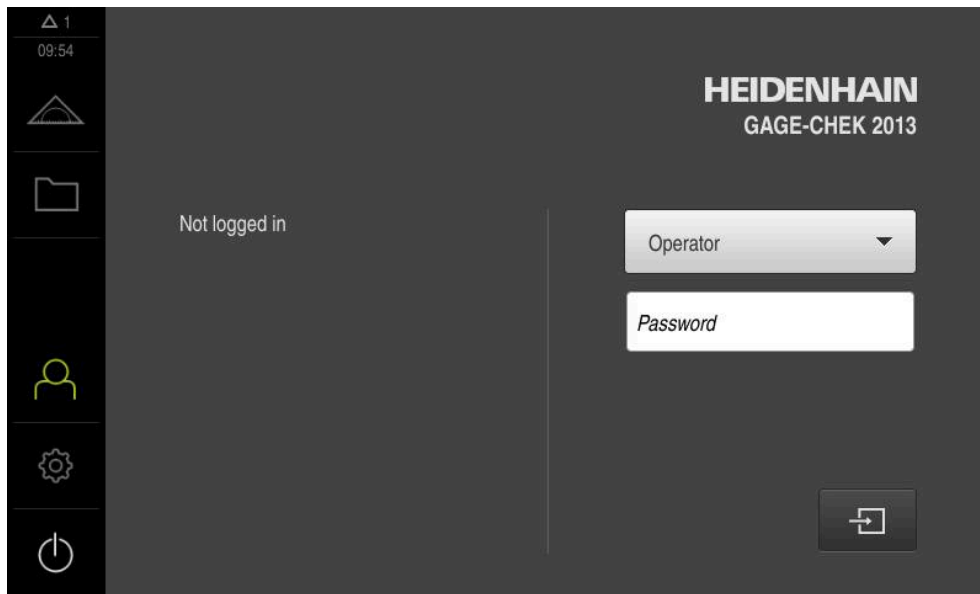 1
09:54
HEIDENHAIN
GAGE-CHEK 2013
Not logged in
Operator
Password